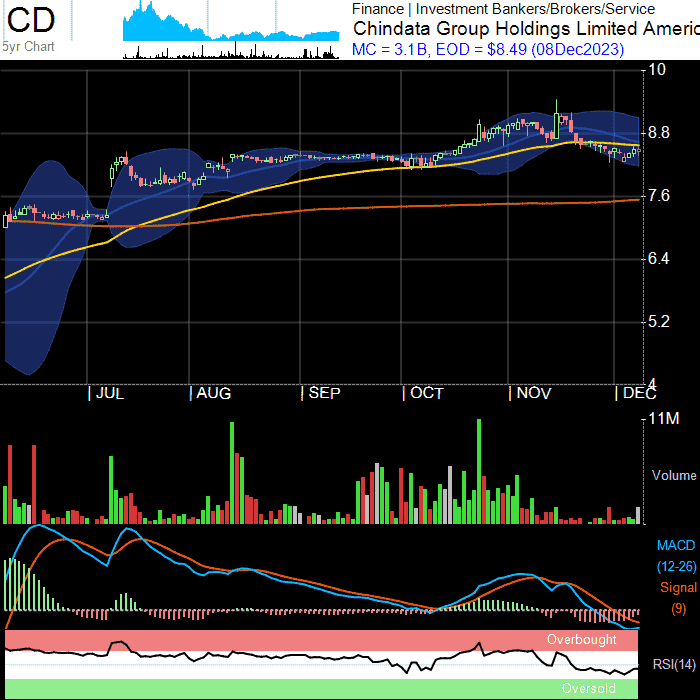 CD
5yr Chart
Finance | Investment Bankers/Brokers/Service
Chindata Group Holdings Limited Americ
MC = 3.1B, EOD = $8.49 (08Dec2023)
10
8.8
7.6
6.4
5.2
4
JUL
AUG
SEP
OCT
NOV
DEC
11M
Volume
MACD
(12-26)
Signal
(9)
Overbought
RSI(14)
Oversold